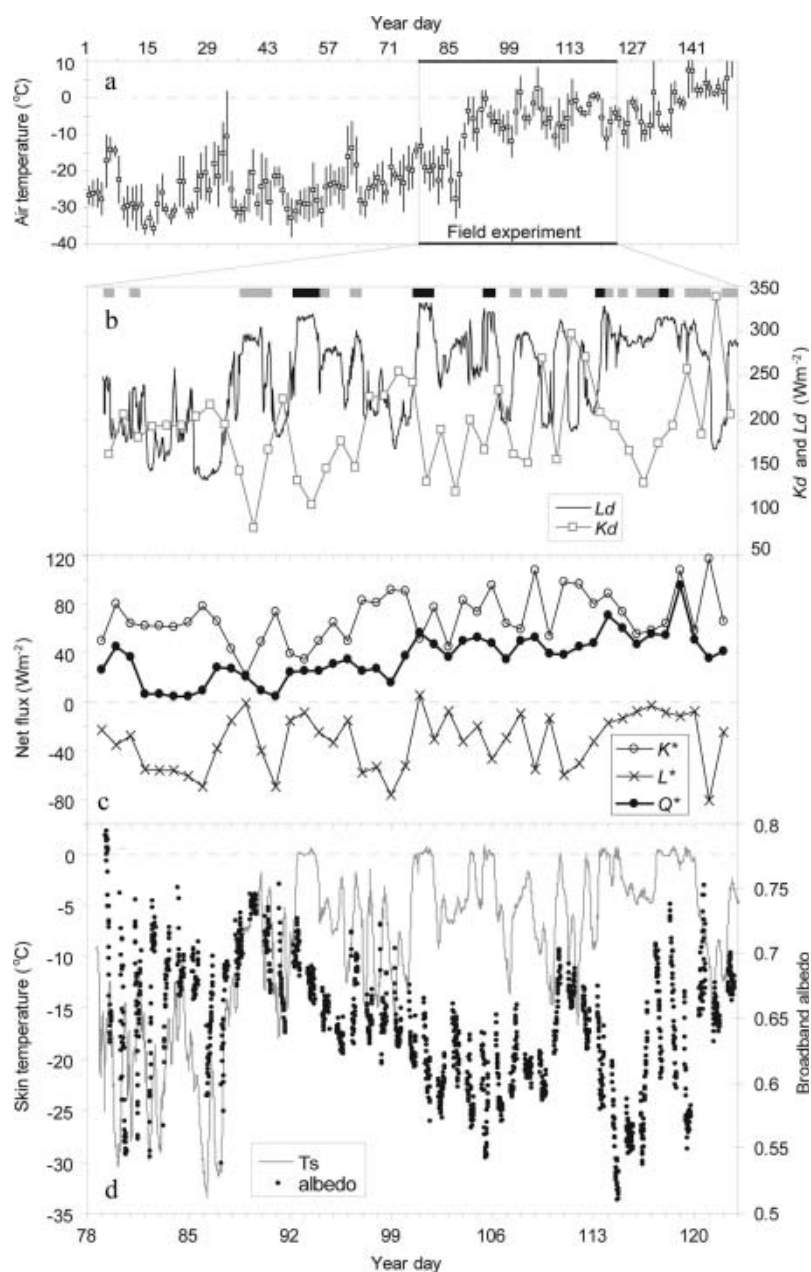 Year day
1 15 29 43 57 71 85 99 113 127 141
a
Air temperature (°C)
10
0
-10
-20
-30
-40
Field experiment
b
350
300
250
200
150
100
50
Kd and Ld (Wm-2)
Ld
Kd
120
80
40
0
-40
-80
Net flux (Wm-2)
c
K*
L*
Q*
0
-5
-10
-15
-20
-25
-30
-35
Skin temperature (°C)
0.8
0.75
0.7
0.65
0.6
0.55
0.5
Broadband albedo
Ts
albedo
d
78 85 92 99 106 113 120
Year day